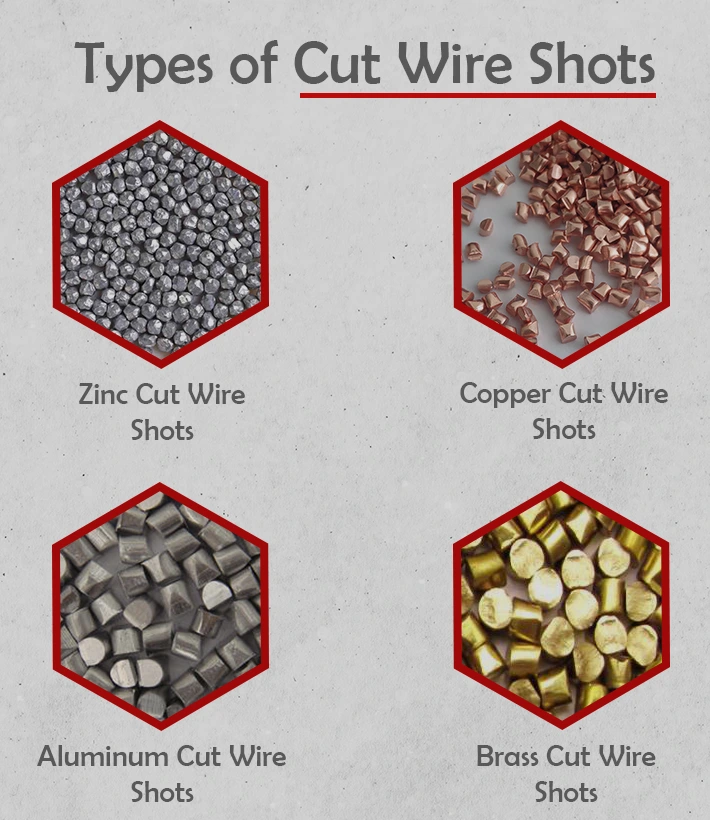 Types of Cut Wire Shots
Zinc Cut Wire
Shots
Copper Cut Wire
Shots
Aluminum Cut Wire
Shots
Brass Cut Wire
Shots